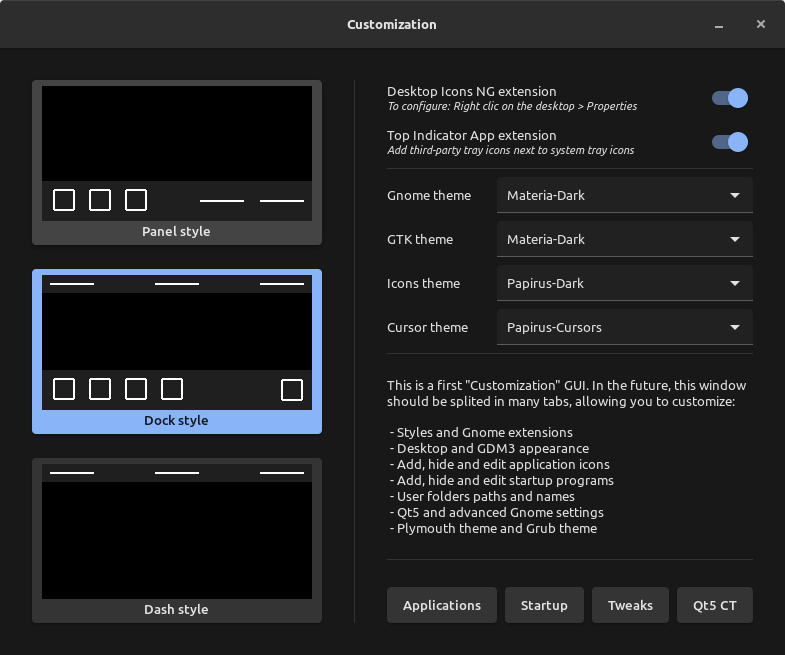 Customization
Panel style
Dock style
Dash style
Desktop Icons NG extension
To configure: Right clic on the desktop > Properties
Top Indicator App extension
Add third-party tray icons next to system tray icons
Gnome theme Materia-Dark
GTK theme Materia-Dark
Icons theme Papirus-Dark
Cursor theme Papirus-Cursors
This is a first "Customization" GUI. In the future, this window
should be splited in many tabs, allowing you to customize:
- Styles and Gnome extensions
- Desktop and GDM3 appearance
- Add, hide and edit application icons
- Add, hide and edit startup programs
- User folders paths and names
- Qt5 and advanced Gnome settings
- Plymouth theme and Grub theme
Applications Startup Tweaks Qt5 CT